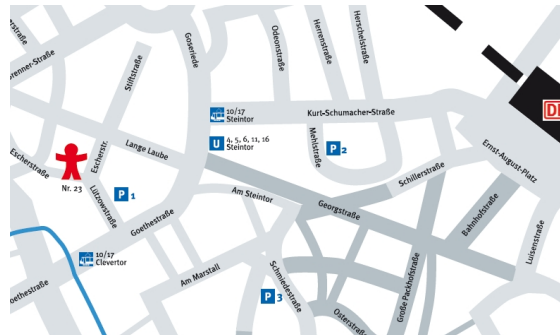 renner-Straße
Stiftstraße
Goseriede
Odeonstraße
Herrenstraße
Herschelstraße
10/17
Steintor
Kurt-Schumacher-Straße
U
4, 5, 6, 11, 16
Steintor
Mehlstraße
P 2
Lange Laube
Escherstr.
Escherstraße
Nr. 23
Lützowstraße
P 1
Goethestraße
Am Steintor
Georgstraße
Schillerstraße
Ernst-August-Platz
Bahnhofstraße
Luisenstraße
Große Packhofstraße
10/17
Clevertor
oethestraße
Am Marstall
Schmiedestraße
P 3
Osterstraße